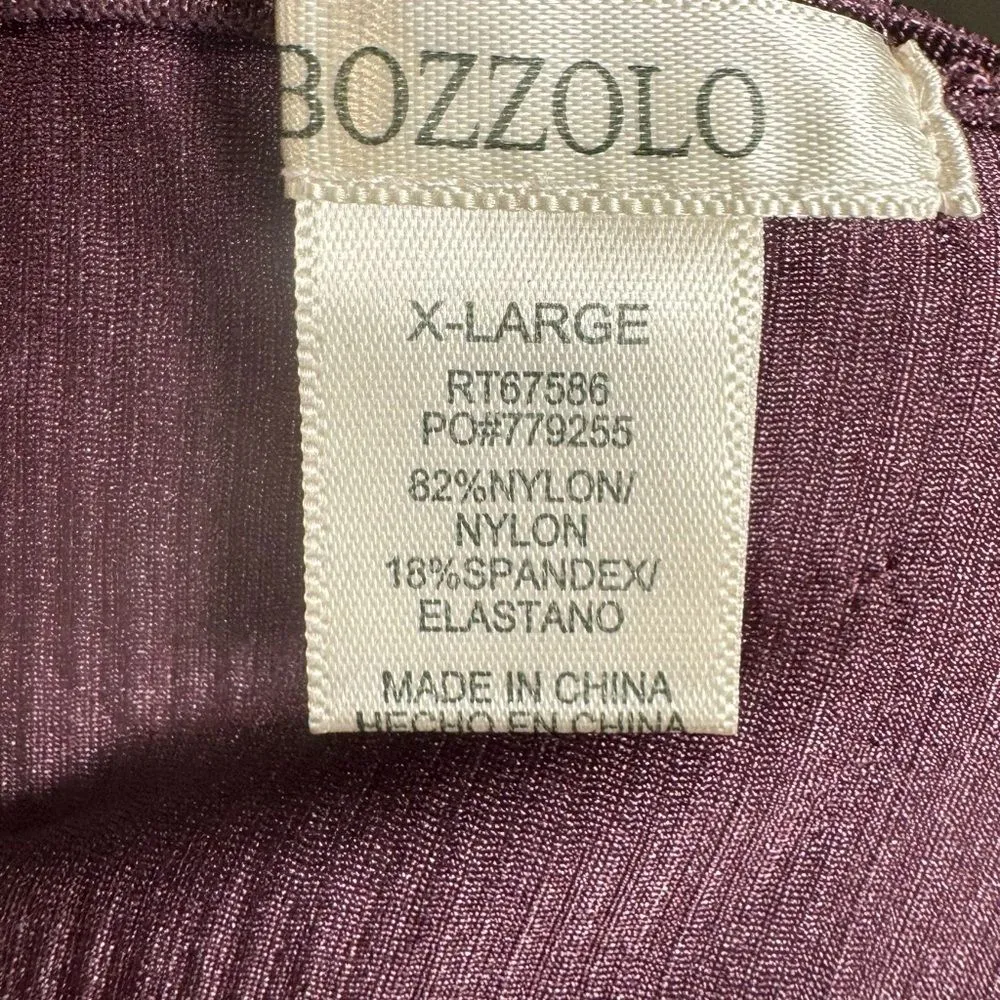 BOZZOLO
X-LARGE
RT67586
PO#779255
82%NYLON/
NYLON
18%SPANDEX/
ELASTANO
MADE IN CHINA
HECHO EN CHINA